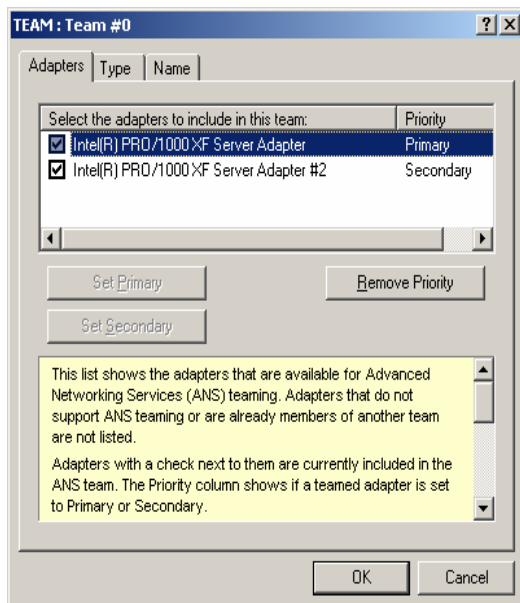 TEAM : Team #0
Adapters Type Name
Select the adapters to include in this team: Priority
Intel(R) PRO/1000 XF Server Adapter Primary
Intel(R) PRO/1000 XF Server Adapter #2 Secondary
Set Primary Remove Priority
Set Secondary
This list shows the adapters that are available for Advanced
Networking Services (ANS) teaming. Adapters that do not
support ANS teaming or are already members of another team
are not listed.
Adapters with a check next to them are currently included in the
ANS team. The Priority column shows if a teamed adapter is set
to Primary or Secondary.
OK Cancel